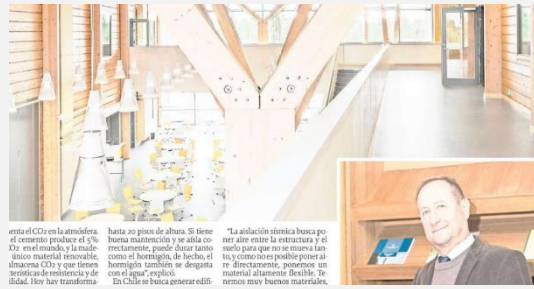 enta el CO2 en la atmósfera.
el cemento produce el 5%
O2 en el mundo, y la made-
único material renovable,
almacena CO2 y que tienen
cterísticas de resistencia y de
ilidad. Hoy hay transforma-
hasta 20 pisos de altura. Si tiene
buena mantención y se aísla co-
rrectamente, puede durar tanto
como el hormigón, de hecho, el
hormigón también se desgasta
con el agua", explicó.
En Chile se busca generar edifi-
"La aislación sísmica busca po-
ner aire entre la estructura y el
suelo para que no se mueva tan-
to, y como no es posible poner ai-
re directamente, ponemos un
material altamente flexible. Te-
nemos muy buenos materiales,